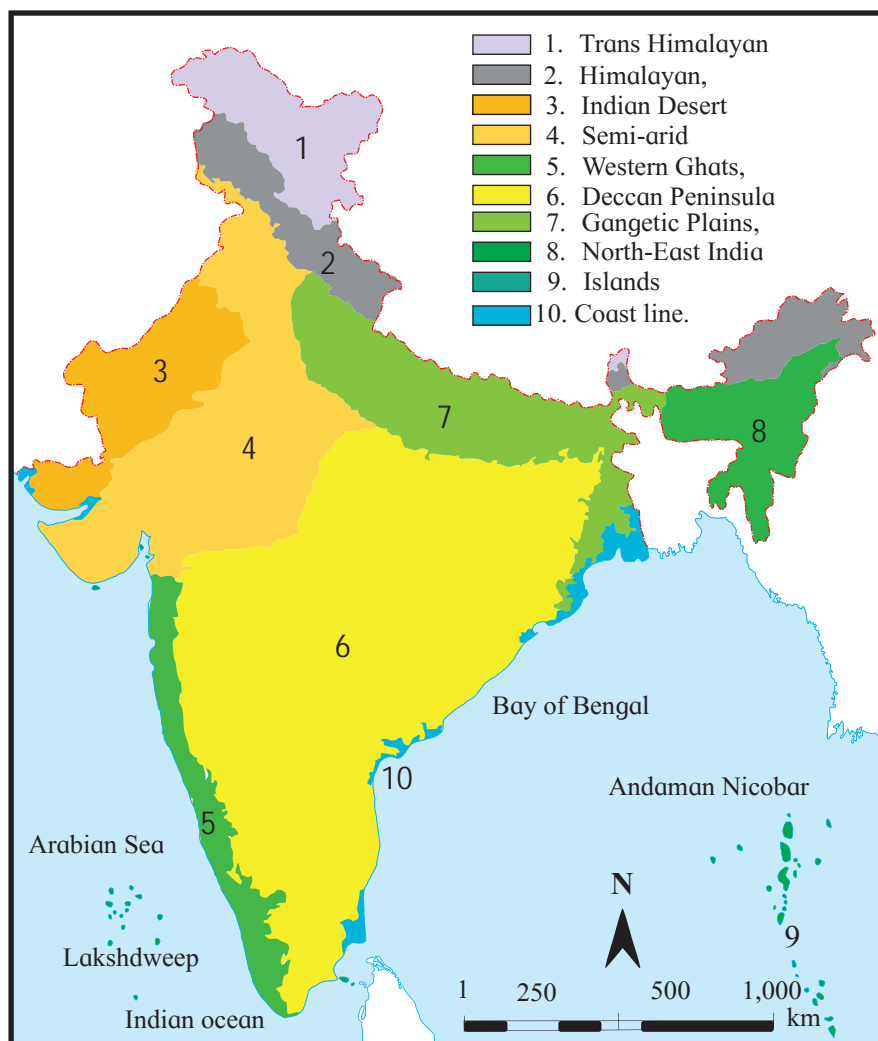 1. Trans Himalayan
2. Himalayan,
3. Indian Desert
4. Semi-arid
5. Western Ghats,
6. Deccan Peninsula
7. Gangetic Plains,
8. North-East India
9. Islands
10. Coast line.
1
2
3
4
7
8
6
Bay of Bengal
10
Andaman Nicobar
5
Arabian Sea
N
9
Lakshdweep
Indian ocean
1 250 500 1,000
km